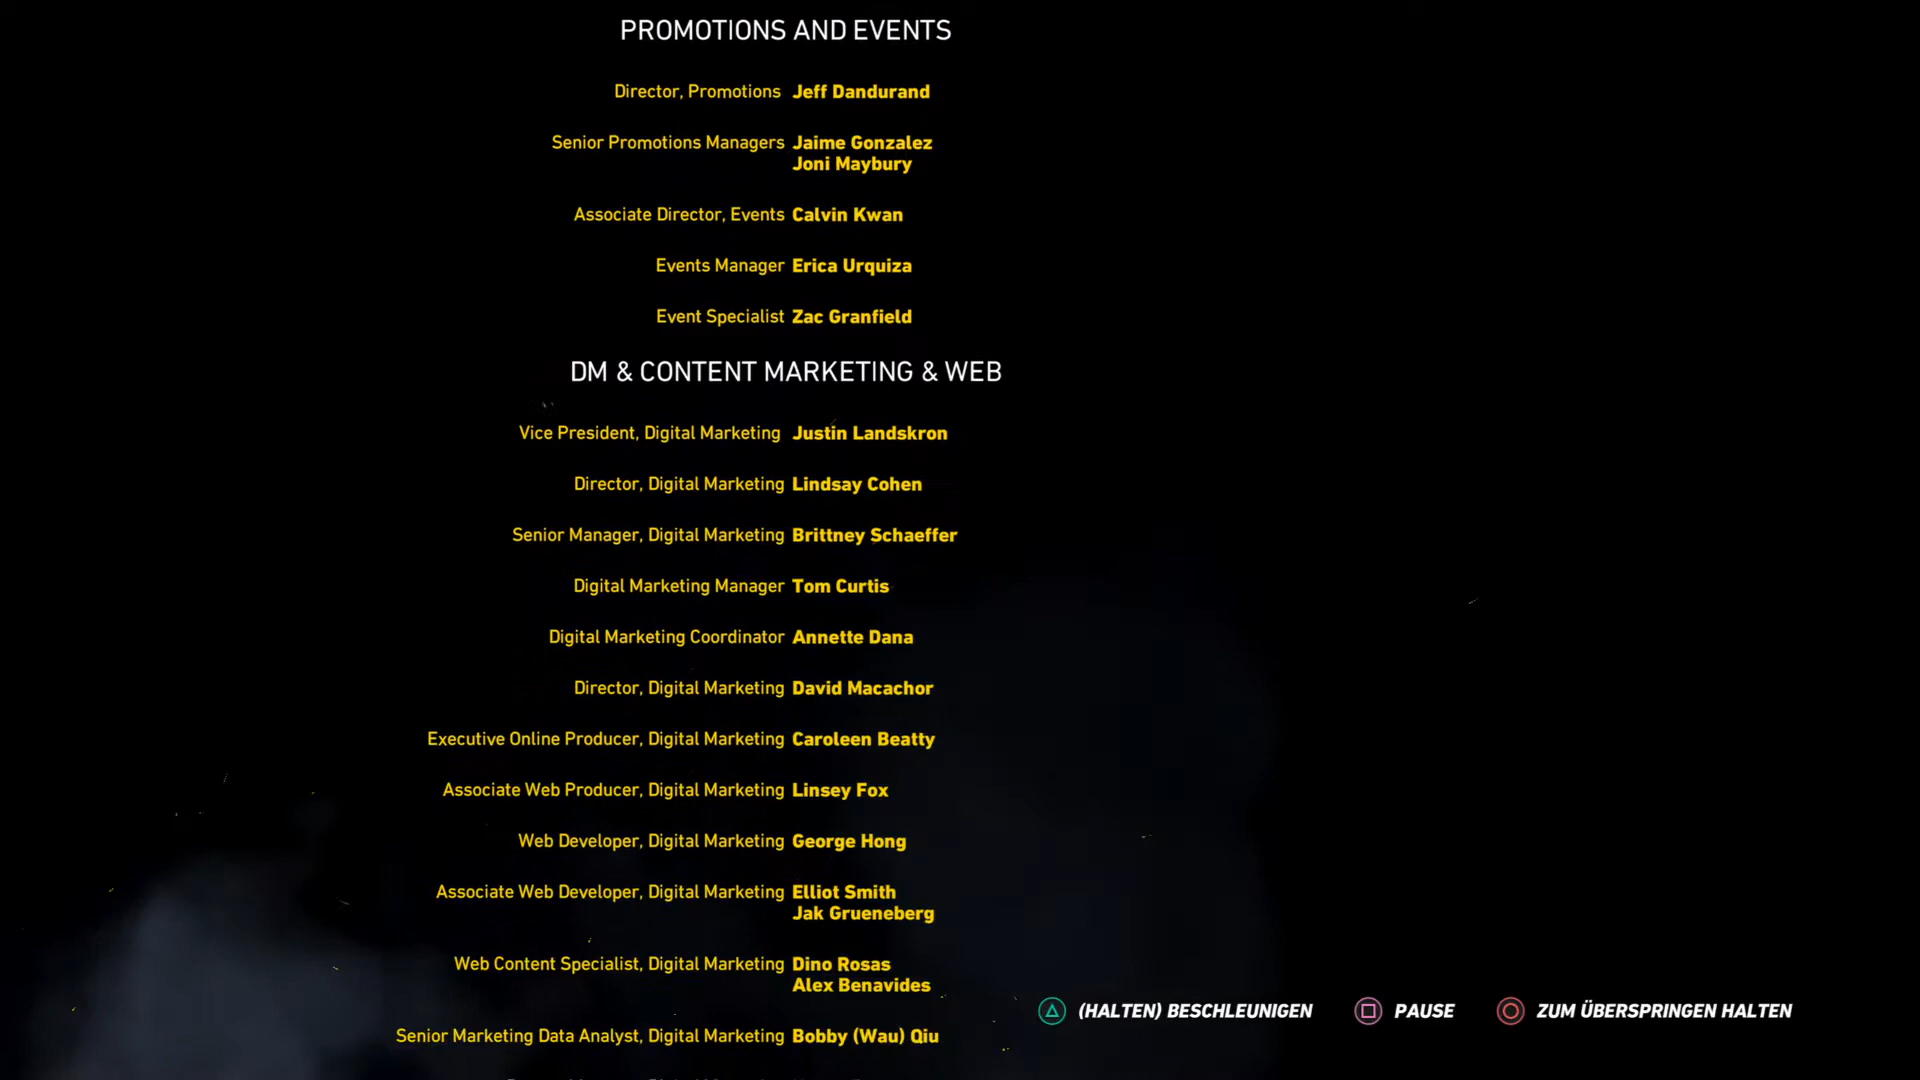 PROMOTIONS AND EVENTS
Director, Promotions Jeff Dandurand
Senior Promotions Managers Jaime Gonzalez
Joni Maybury
Associate Director, Events Calvin Kwan
Events Manager Erica Urquiza
Event Specialist Zac Granfield
DM & CONTENT MARKETING & WEB
Vice President, Digital Marketing Justin Landskron
Director, Digital Marketing Lindsay Cohen
Senior Manager, Digital Marketing Brittney Schaeffer
Digital Marketing Manager Tom Curtis
Digital Marketing Coordinator Annette Dana
Director, Digital Marketing David Macachor
Executive Online Producer, Digital Marketing Caroleen Beatty
Associate Web Producer, Digital Marketing Linsey Fox
Web Developer, Digital Marketing George Hong
Associate Web Developer, Digital Marketing Elliot Smith
Jak Grueneberg
Web Content Specialist, Digital Marketing Dino Rosas
Alex Benavides
(HALTEN) BESCHLEUNIGEN PAUSE ZUM ÜBERSPRINGEN HALTEN
Senior Marketing Data Analyst, Digital Marketing Bobby (Wau) Qiu